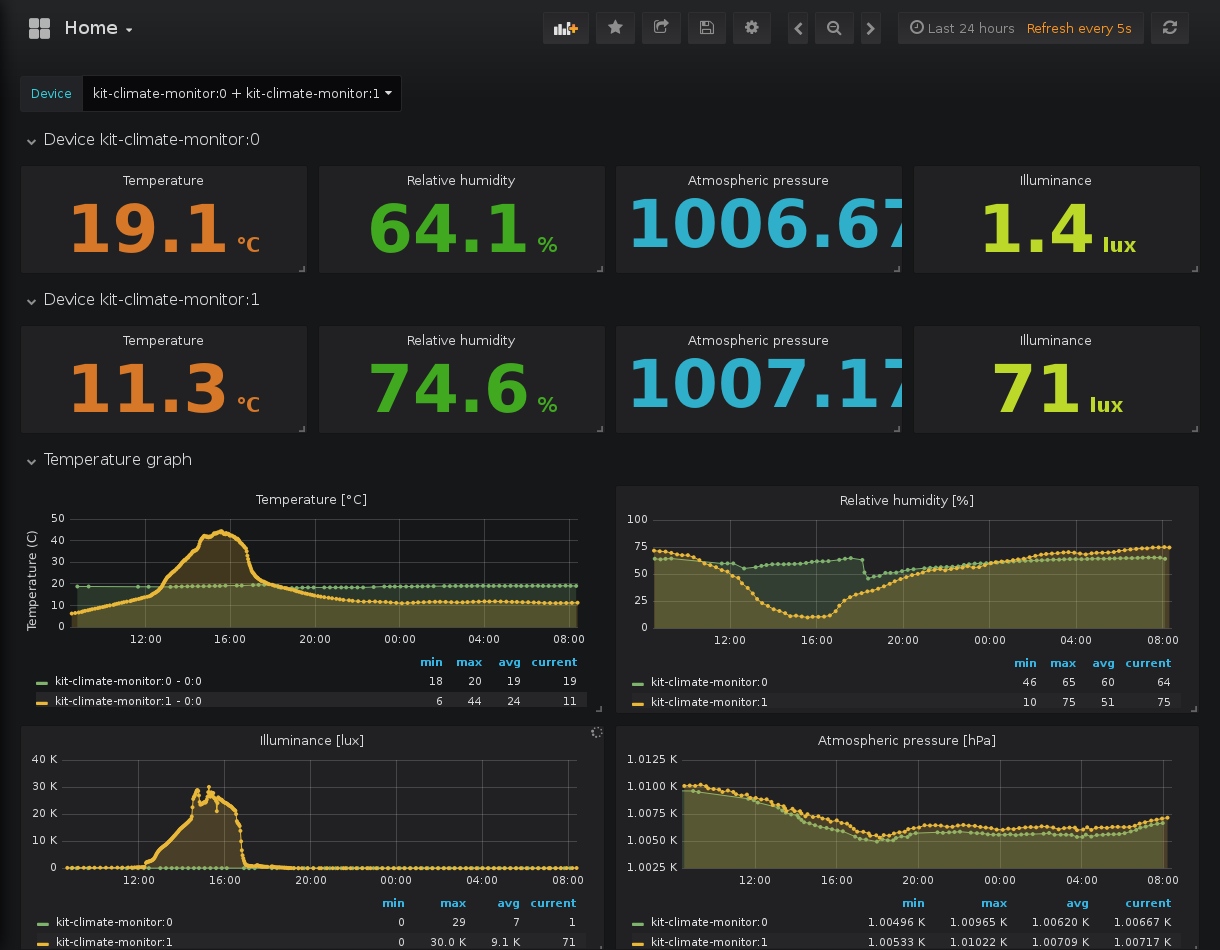 Home
Last 24 hours Refresh every 5s
Device kit-climate-monitor:0 + kit-climate-monitor:1
Device kit-climate-monitor:0
Temperature Relative humidity Atmospheric pressure Illuminance
19.1 °C 64.1 % 1006.67 1.4 lux
Device kit-climate-monitor:1
Temperature Relative humidity Atmospheric pressure Illuminance
11.3 °C 74.6 % 1007.17 71 lux
Temperature graph
Temperature [°C]
Temperature (C)
50
40
30
20
10
0
12:00 16:00 20:00 00:00 04:00 08:00
min max avg current
kit-climate-monitor:0 - 0:0 18 20 19 19
kit-climate-monitor:1 - 0:0 6 44 24 11
Relative humidity [%]
100
75
50
25
0
12:00 16:00 20:00 00:00 04:00 08:00
min max avg current
kit-climate-monitor:0 46 65 60 64
kit-climate-monitor:1 10 75 51 75
Illuminance [lux]
40 K
30 K
20 K
10 K
0
12:00 16:00 20:00 00:00 04:00 08:00
min max avg current
kit-climate-monitor:0 0 29 7 1
kit-climate-monitor:1 0 30.0 K 9.1 K 71
Atmospheric pressure [hPa]
1.0125 K
1.0100 K
1.0075 K
1.0050 K
1.0025 K
12:00 16:00 20:00 00:00 04:00 08:00
min max avg current
kit-climate-monitor:0 1.00496 K 1.00965 K 1.00620 K 1.00667 K
kit-climate-monitor:1 1.00533 K 1.01022 K 1.00709 K 1.00717 K